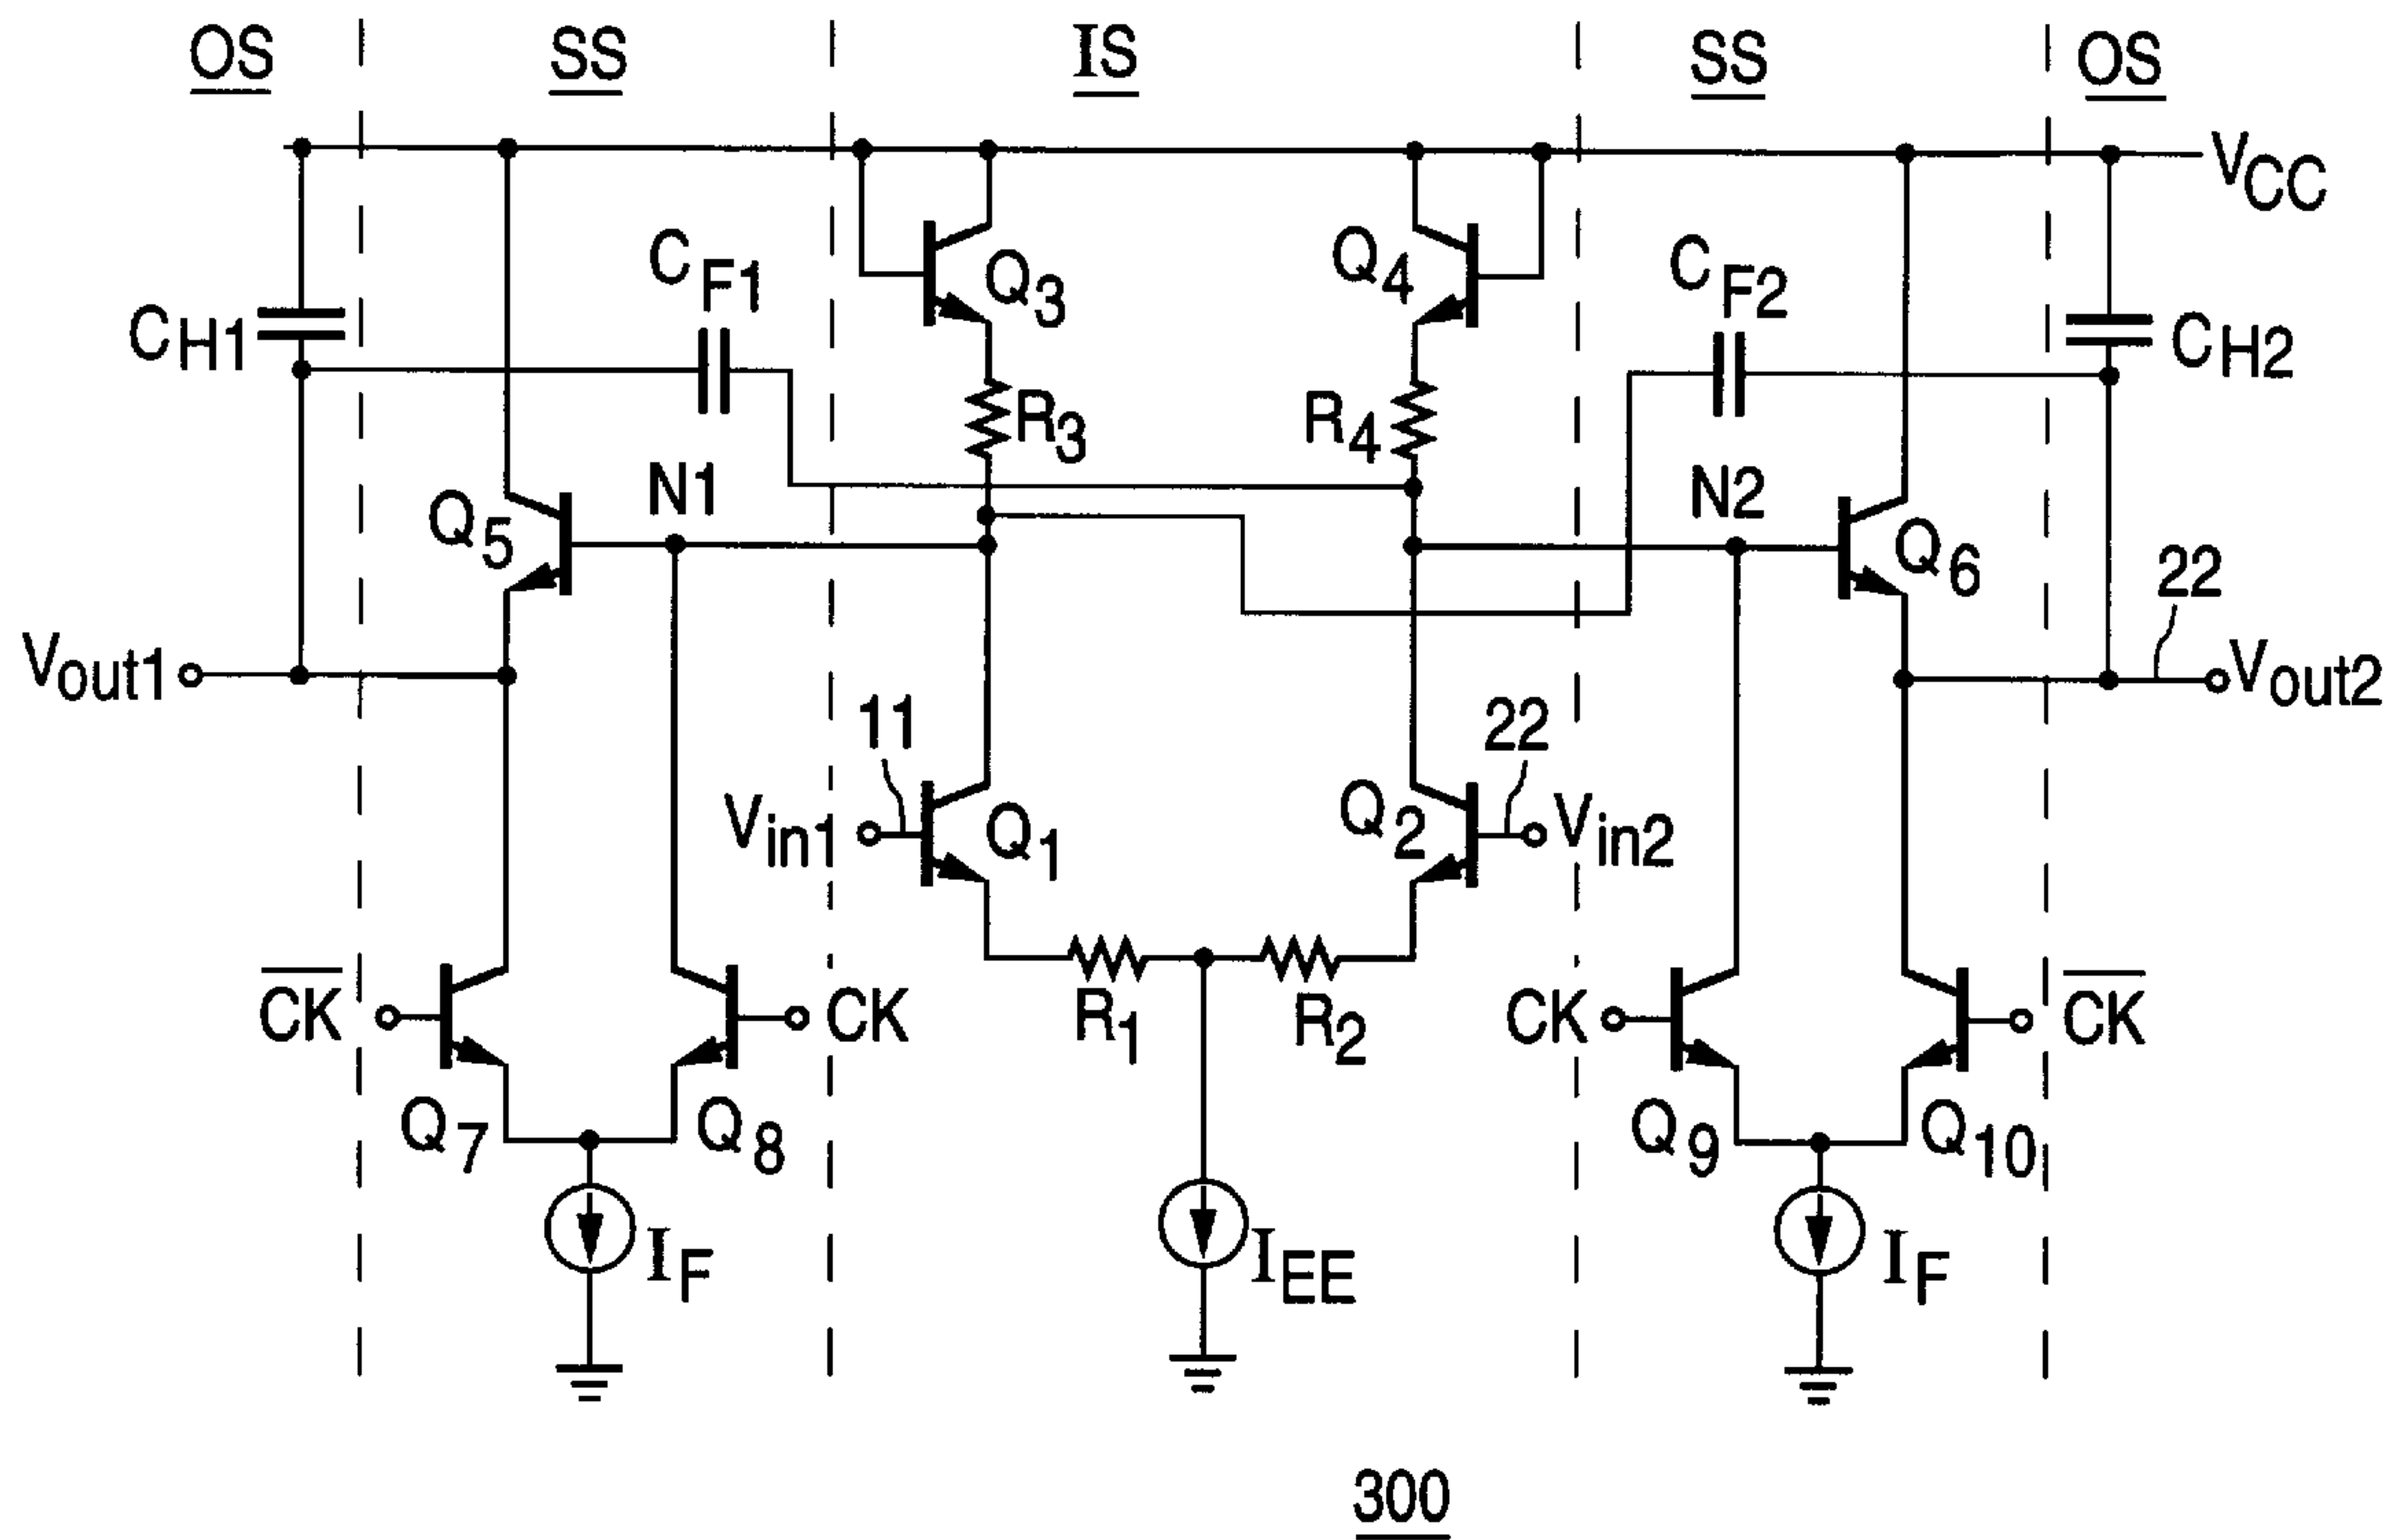 OS SS IS SS OS
VCC
CF1 Q3 Q4 CF2
CH1 CH2
R3 R4
N1 N2
Q5 Q6 22
Vout1 Vout2
11 22
Vin1 Q1 Q2 Vin2
C̅K̅ CK R1 R2 CK C̅K̅
Q7 Q8 Q9 Q10
IF IEE IF
300